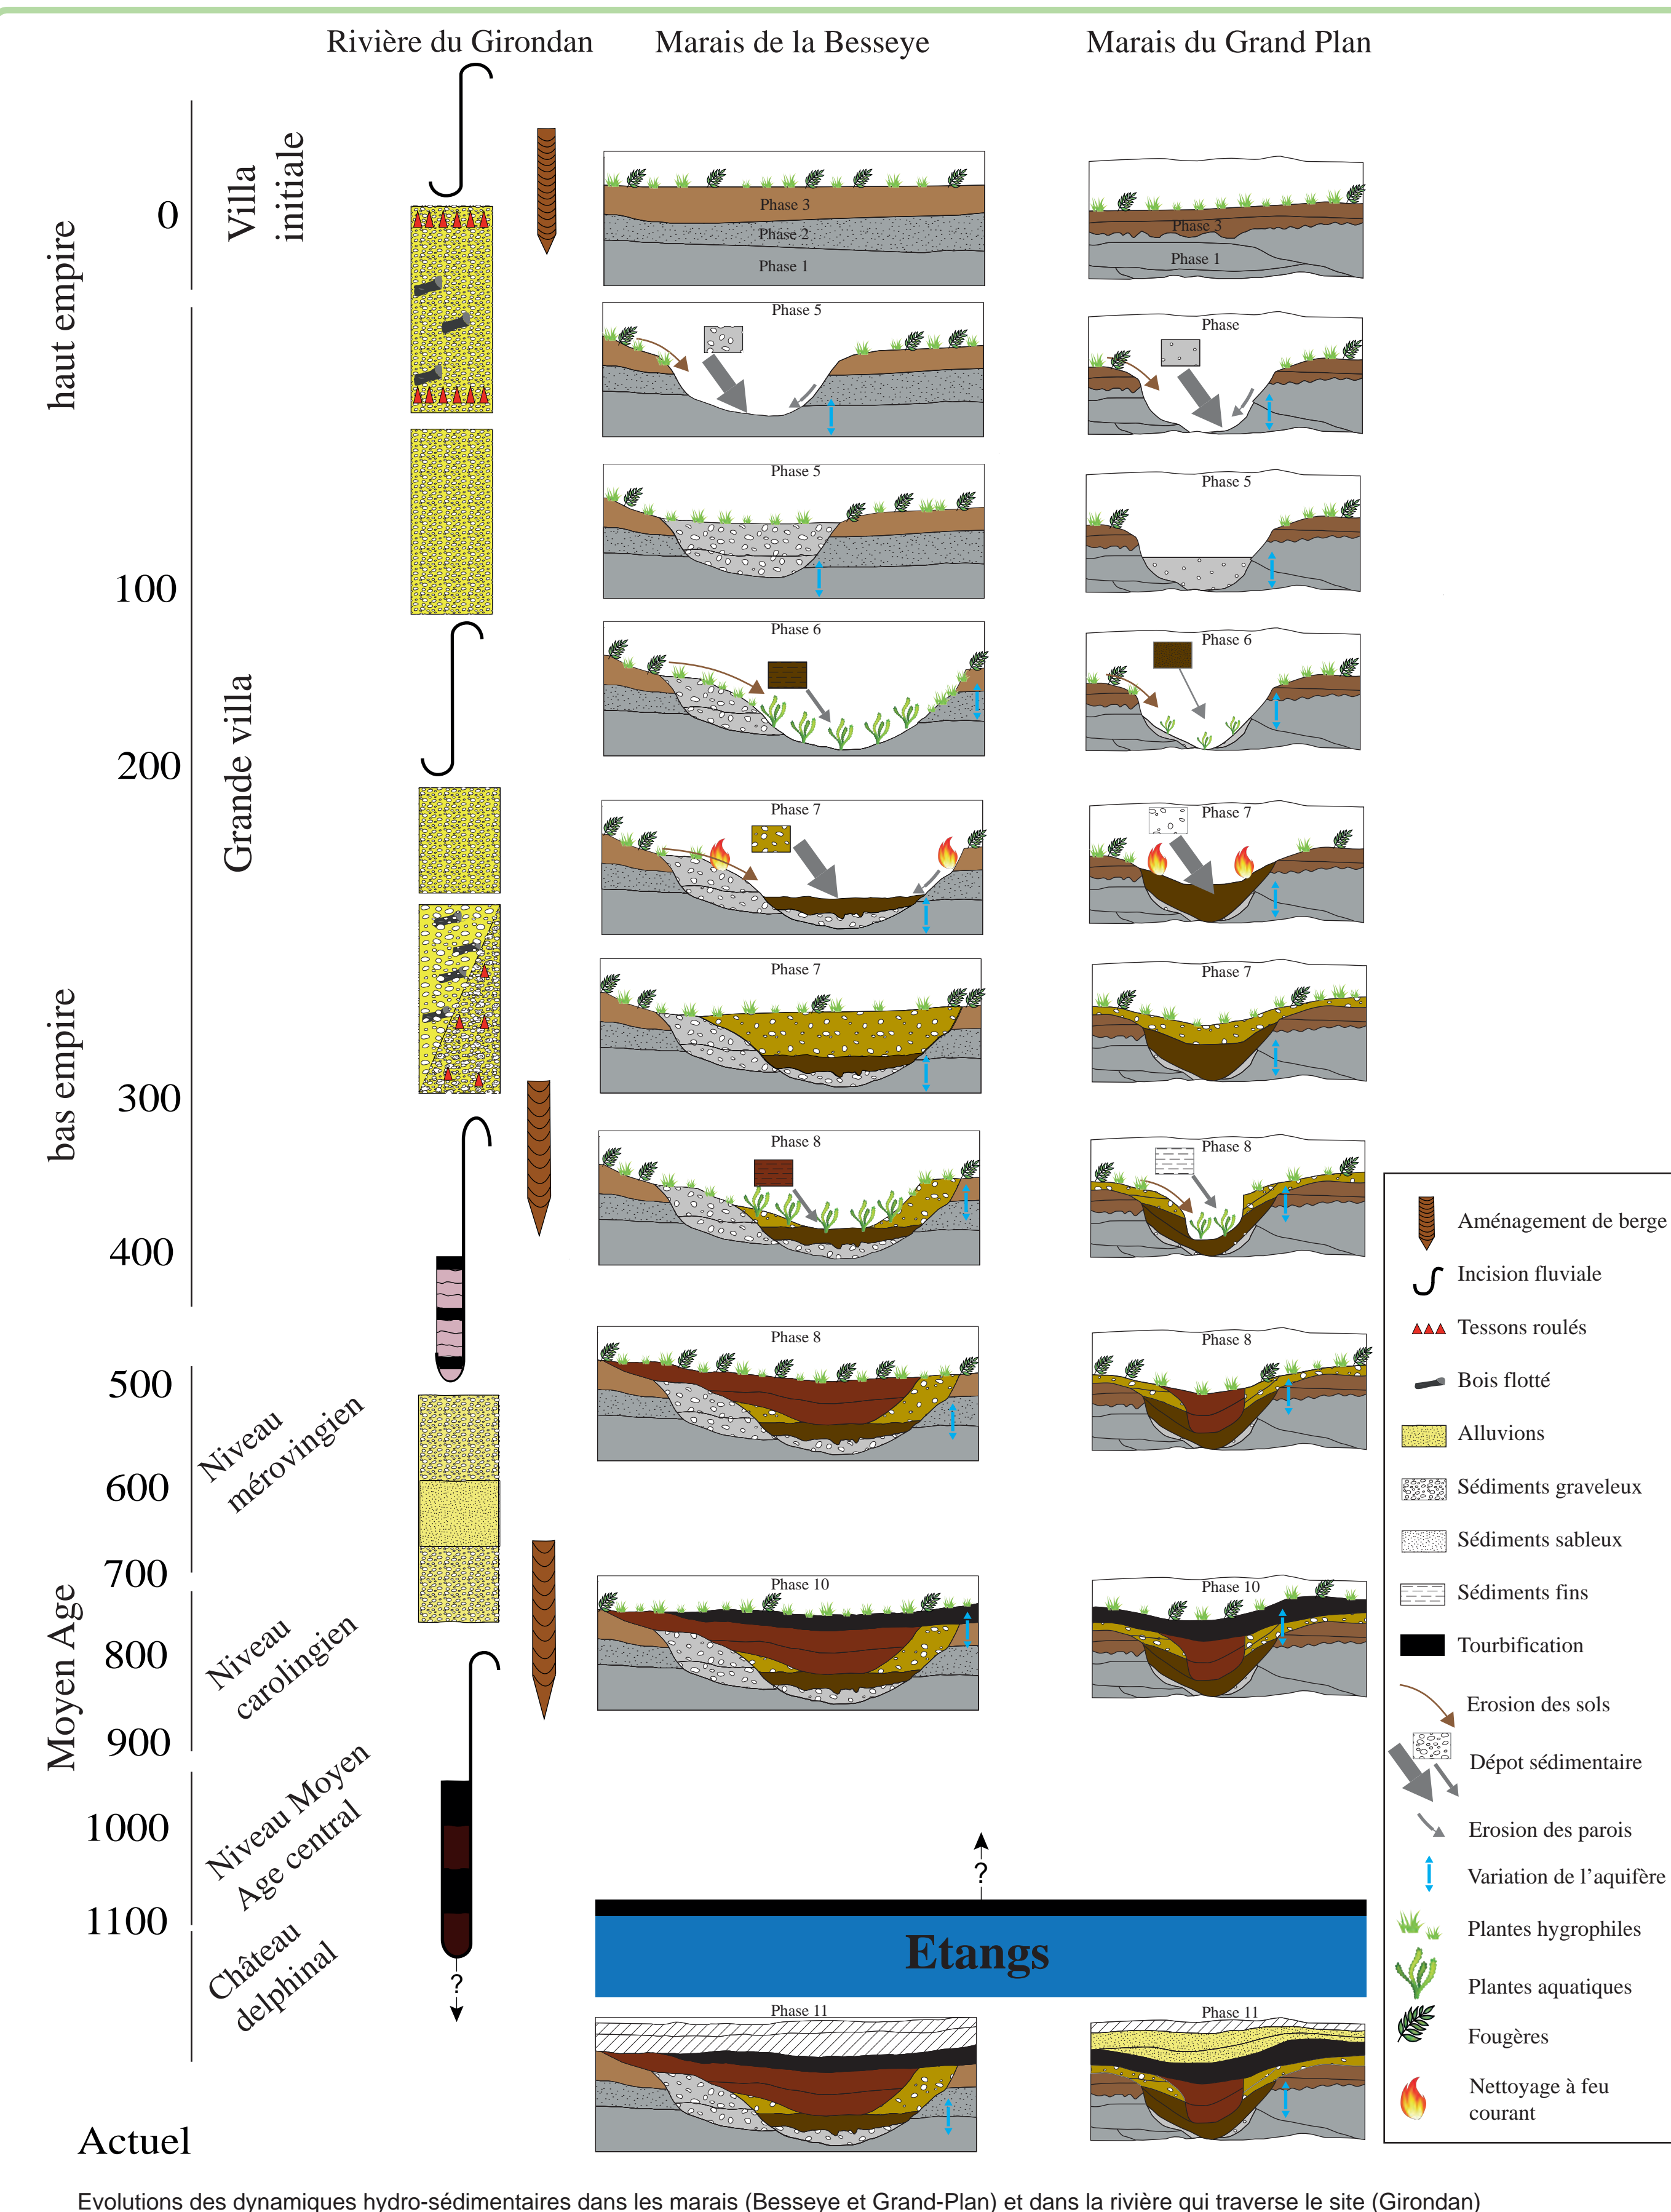 Rivière du Girondan
Marais de la Besseye
Marais du Grand Plan
haut empire
bas empire
Moyen Age
0
100
200
300
400
500
600
700
800
900
1000
1100
Actuel
Villa
initiale
Grande villa
Niveau
mérovingien
Niveau
carolingien
Niveau Moyen
Age central
Château
delphinal
?
Phase 3
Phase 2
Phase 1
Phase 3
Phase 1
Phase 5
Phase
Phase 5
Phase 5
Phase 6
Phase 6
Phase 7
Phase 7
Phase 7
Phase 7
Phase 8
Phase 8
Phase 8
Phase 8
Phase 10
Phase 10
?
Etangs
Phase 11
Phase 11
Aménagement de berge
Incision fluviale
Tessons roulés
Bois flotté
Alluvions
Sédiments graveleux
Sédiments sableux
Sédiments fins
Tourbification
Erosion des sols
Dépot sédimentaire
Erosion des parois
Variation de l'aquifère
Plantes hygrophiles
Plantes aquatiques
Fougères
Nettoyage à feu
courant
Evolutions des dynamiques hydro-sédimentaires dans les marais (Besseye et Grand-Plan) et dans la rivière qui traverse le site (Girondan)